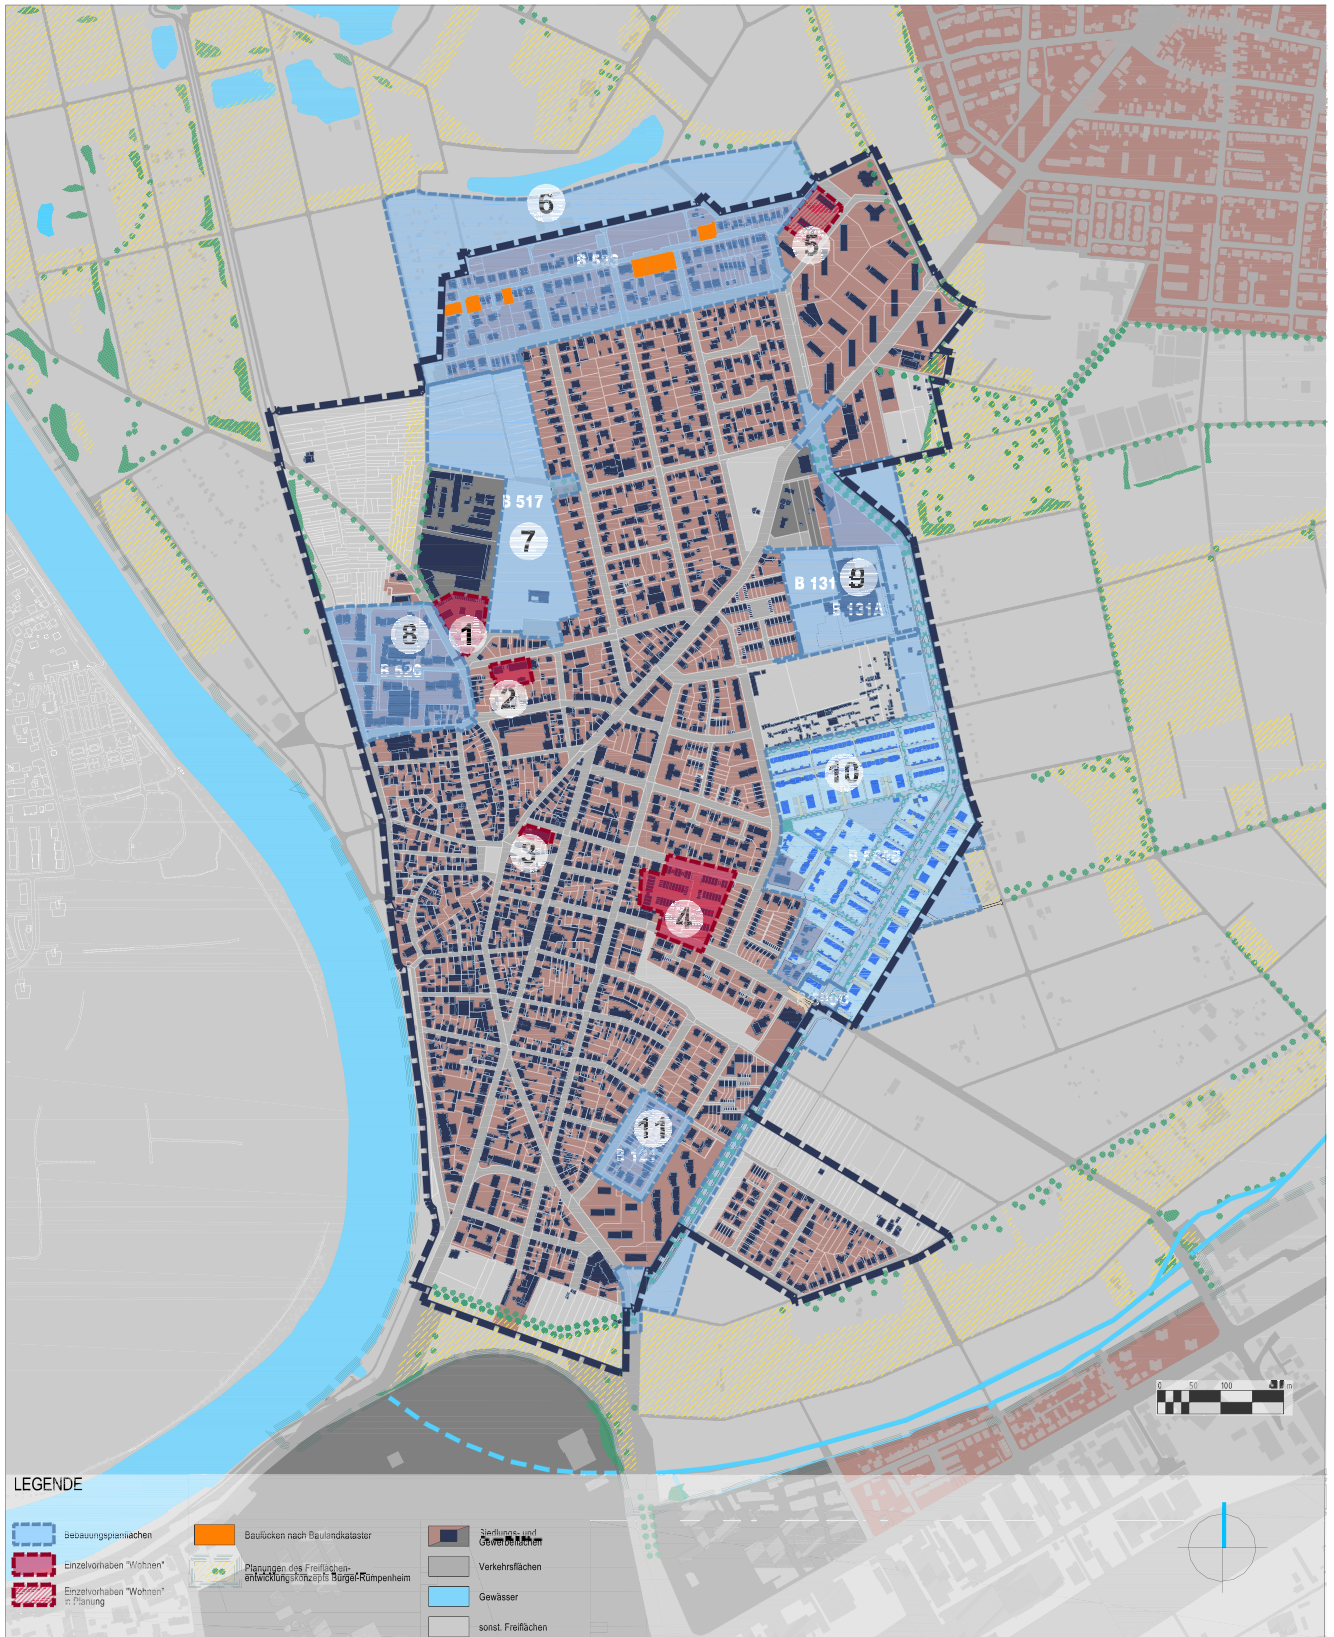 6
5
B 517
7
9
B 131
B 131A
8
1
B 520
2
10
3
4
11
0 50 100 m
LEGENDE
Bebauungsplanflächen
Einzelvorhaben "Wohnen"
Einzelvorhaben "Wohnen"
in Planung
Baulücken nach Baulandkataster
Planungen des Freiflächen-
entwicklungskonzepts Bürgel-Rumpenheim
Siedlungs- und
Gewerbeflächen
Verkehrsflächen
Gewässer
sonst. Freiflächen